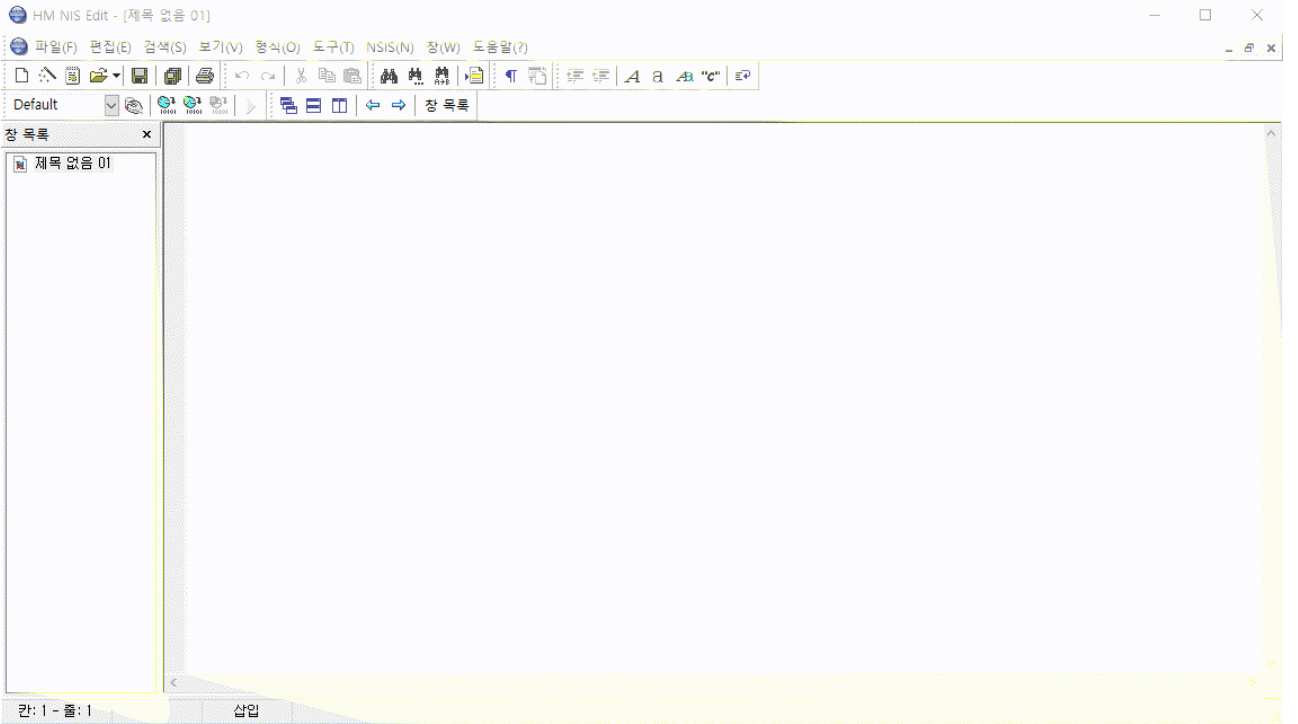 HM NIS Edit - [제목 없음 01]
파일(F) 편집(E) 검색(S) 보기(V) 형식(O) 도구(T) NSIS(N) 창(W) 도움말(?)
A a Aa "c"
Default 창 목록
창 목록
제목 없음 01
칸: 1 - 줄: 1 삽입